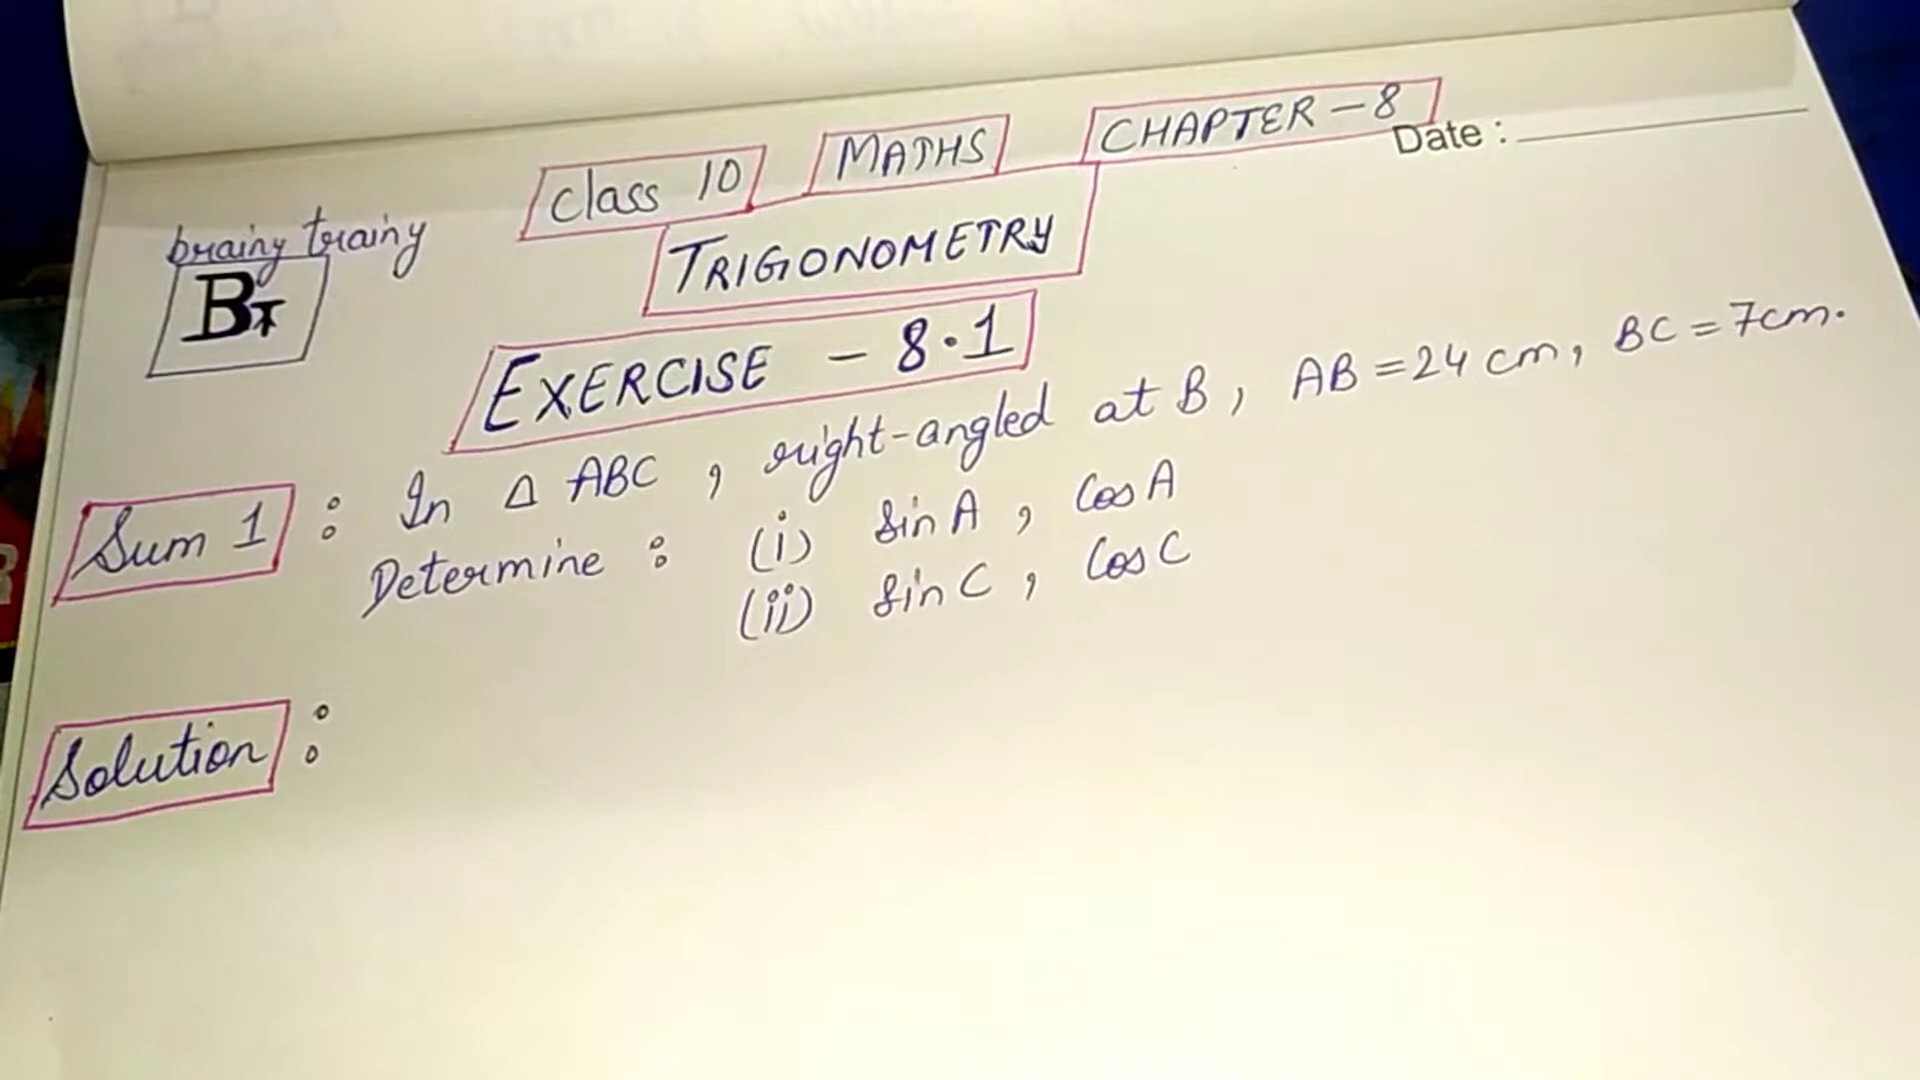 class 10 MATHS CHAPTER - 8
Date :
brainy trainy
BT
TRIGONOMETRY
EXERCISE - 8.1
Sum 1 : In Δ ABC , right-angled at B , AB = 24 cm, BC = 7cm.
Determine : (i) sin A , Cos A
(ii) sin C , Cos C
Solution :